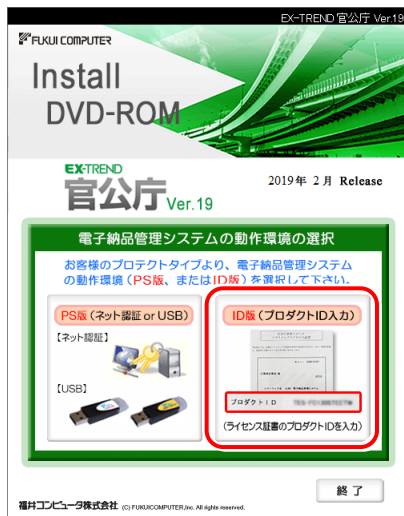 EX-TREND 官公庁 Ver.19
FUKUI COMPUTER
Install
DVD-ROM
EX-TREND
官公庁 Ver.19
2019年 2月 Release
電子納品管理システムの動作環境の選択
お客様のプロテクトタイプより、電子納品管理システム
の動作環境（PS版、またはID版）を選択して下さい。
PS版（ネット認証 or USB）
【ネット認証】
【USB】
ID版（プロダクトID入力）
プロダクトID
（ライセンス証書のプロダクトIDを入力）
終了
福井コンピュータ株式会社 (C) FUKUICOMPUTER,Inc. All rights reserved.